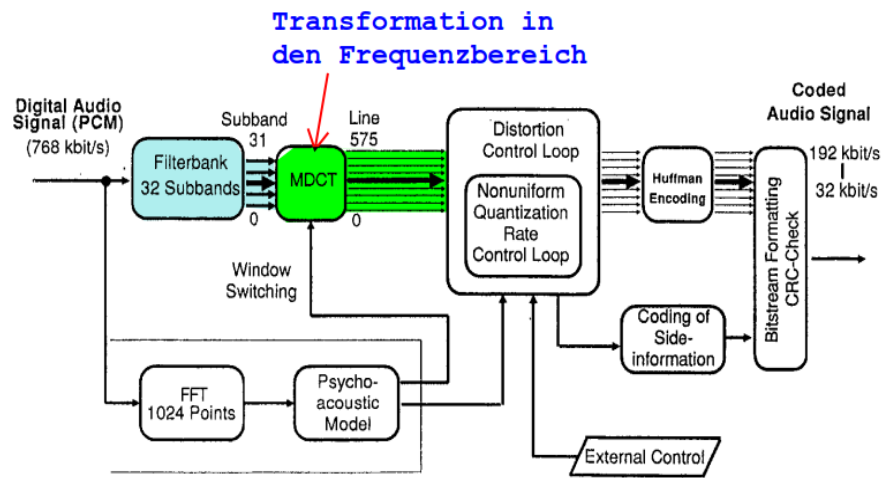 Transformation in
den Frequenzbereich
Digital Audio
Signal (PCM)
(768 kbit/s)
Filterbank
32 Subbands
Subband
31
0
MDCT
Line
575
0
Window
Switching
FFT
1024 Points
Psycho-
acoustic
Model
Distortion
Control Loop
Nonuniform
Quantization
Rate
Control Loop
Huffman
Encoding
Coding of
Side-
information
External Control
Bitstream Formatting
CRC-Check
Coded
Audio Signal
192 kbit/s
32 kbit/s